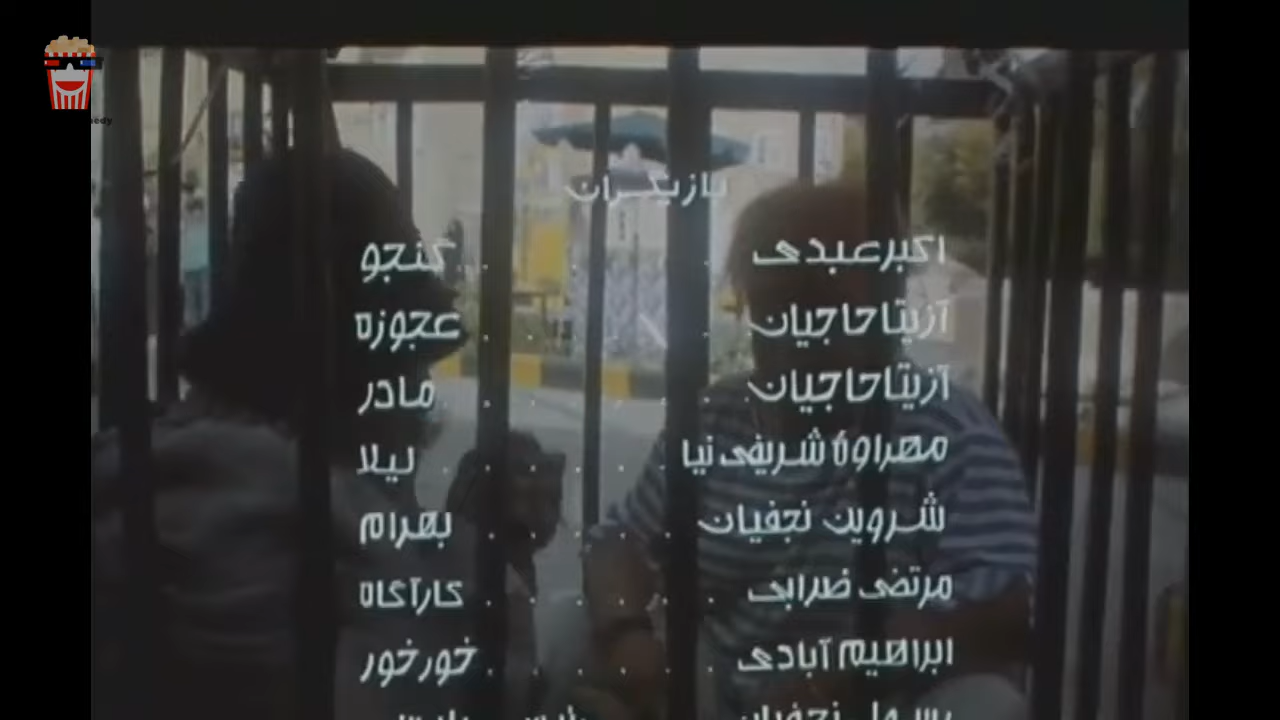 بازیگران
اکبر عبدی . . . . . گنجو
آزیتا حاجیان . . . . . عجوزه
آزیتا حاجیان . . . . . مادر
مهراوهٔ شریفی نیا . . . . . لیلا
شروین نجفیان . . . . . بهرام
مرتضی ضرابی . . . . . کارآگاه
ابراهیم آبادی . . . . . خورخور